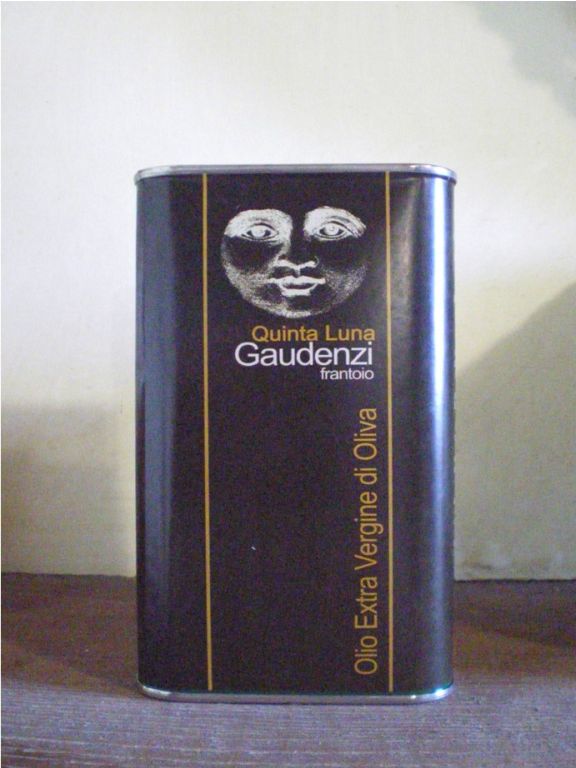 Quinta Luna
Gaudenzi
frantoio
Olio Extra Vergine di Oliva